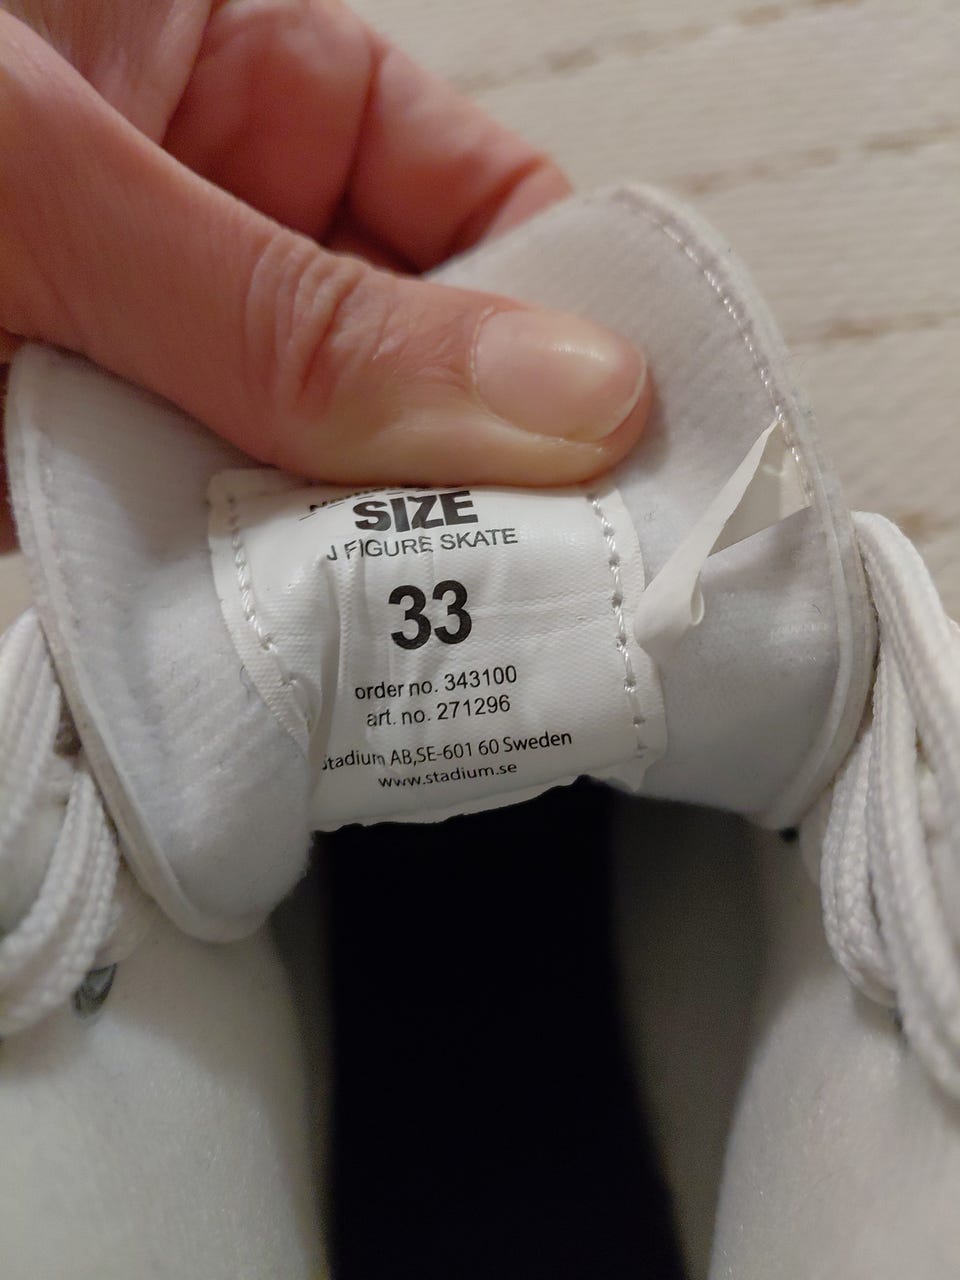 SIZE
J FIGURE SKATE
33
order no. 343100
art. no. 271296
stadium AB,SE-601 60 Sweden
www.stadium.se